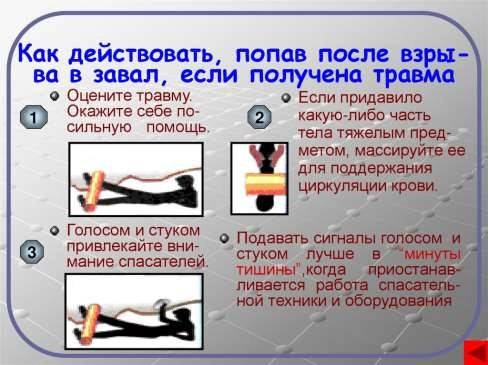 Как действовать, попав после взры-
ва в завал, если получена травма
1
Оцените травму.
Окажите себе по-
сильную помощь.
2
Если придавило
какую-либо часть
тела тяжелым пред-
метом, массируйте ее
для поддержания
циркуляции крови.
3
Голосом и стуком
привлекайте вни-
мание спасателей.
Подавать сигналы голосом и
стуком лучше в “минуты
тишины”,когда приостанав-
ливается работа спасатель-
ной техники и оборудования